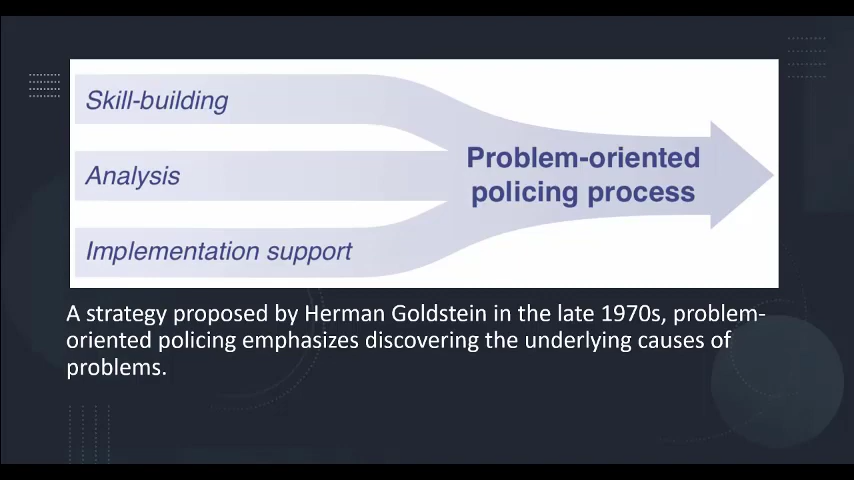 Skill-building
Analysis
Implementation support
Problem-oriented
policing process
A strategy proposed by Herman Goldstein in the late 1970s, problem-
oriented policing emphasizes discovering the underlying causes of
problems.